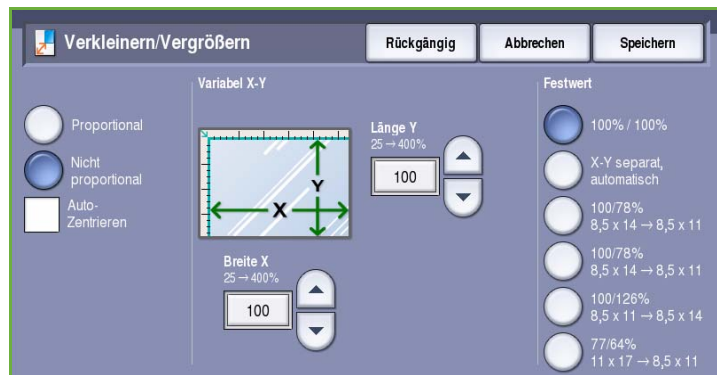 Verkleinern/Vergrößern
Rückgängig
Abbrechen
Speichern
Proportional
Nicht
proportional
Auto-
Zentrieren
Variabel X-Y
X
Y
Länge Y
25→400%
100
Breite X
25→400%
100
Festwert
100% / 100%
X-Y separat,
automatisch
100/78%
8,5 x 14 → 8,5 x 11
100/78%
8,5 x 14 → 8,5 x 11
100/126%
8,5 x 11 → 8,5 x 14
77/64%
11 x 17 → 8,5 x 11